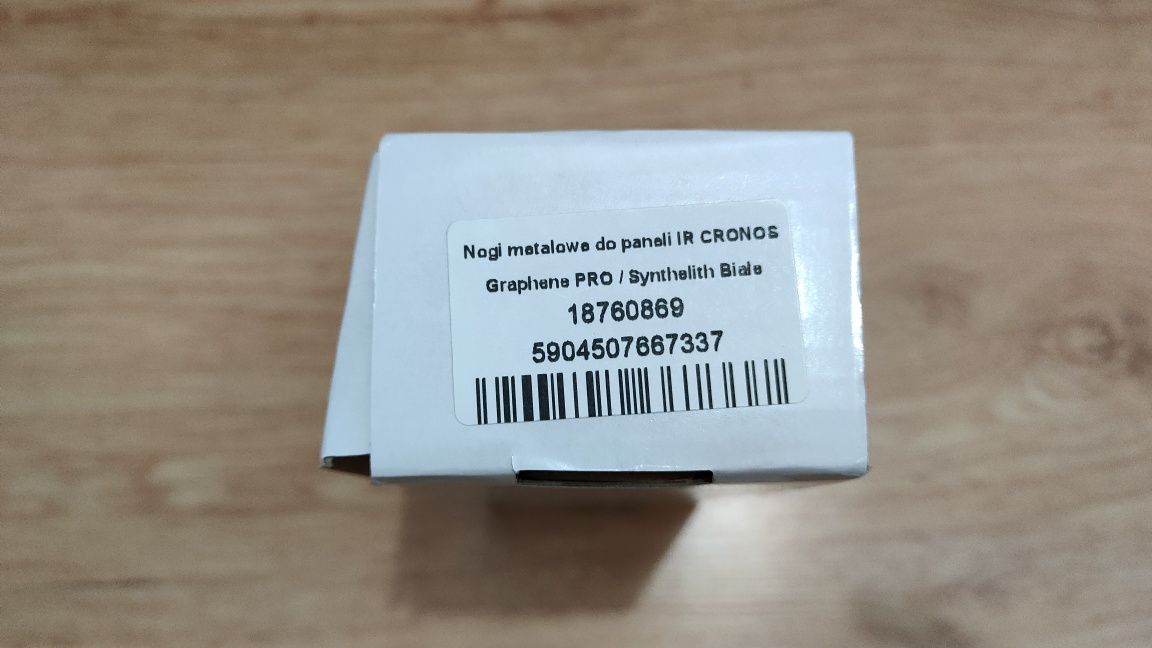 Nogi metalowe do paneli IR CRONOS
Graphene PRO / Synthelith Białe
18760869
5904507667337